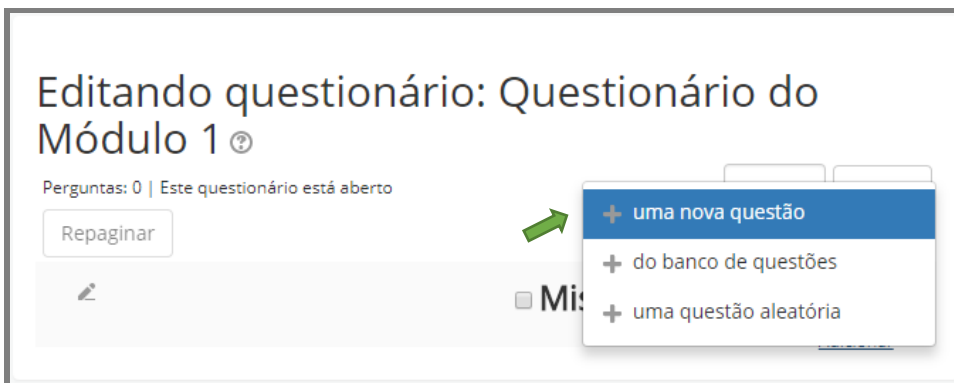 Editando questionário: Questionário do
Módulo 1
Perguntas: 0 | Este questionário está aberto
Repaginar
+ uma nova questão
+ do banco de questões
+ uma questão aleatória